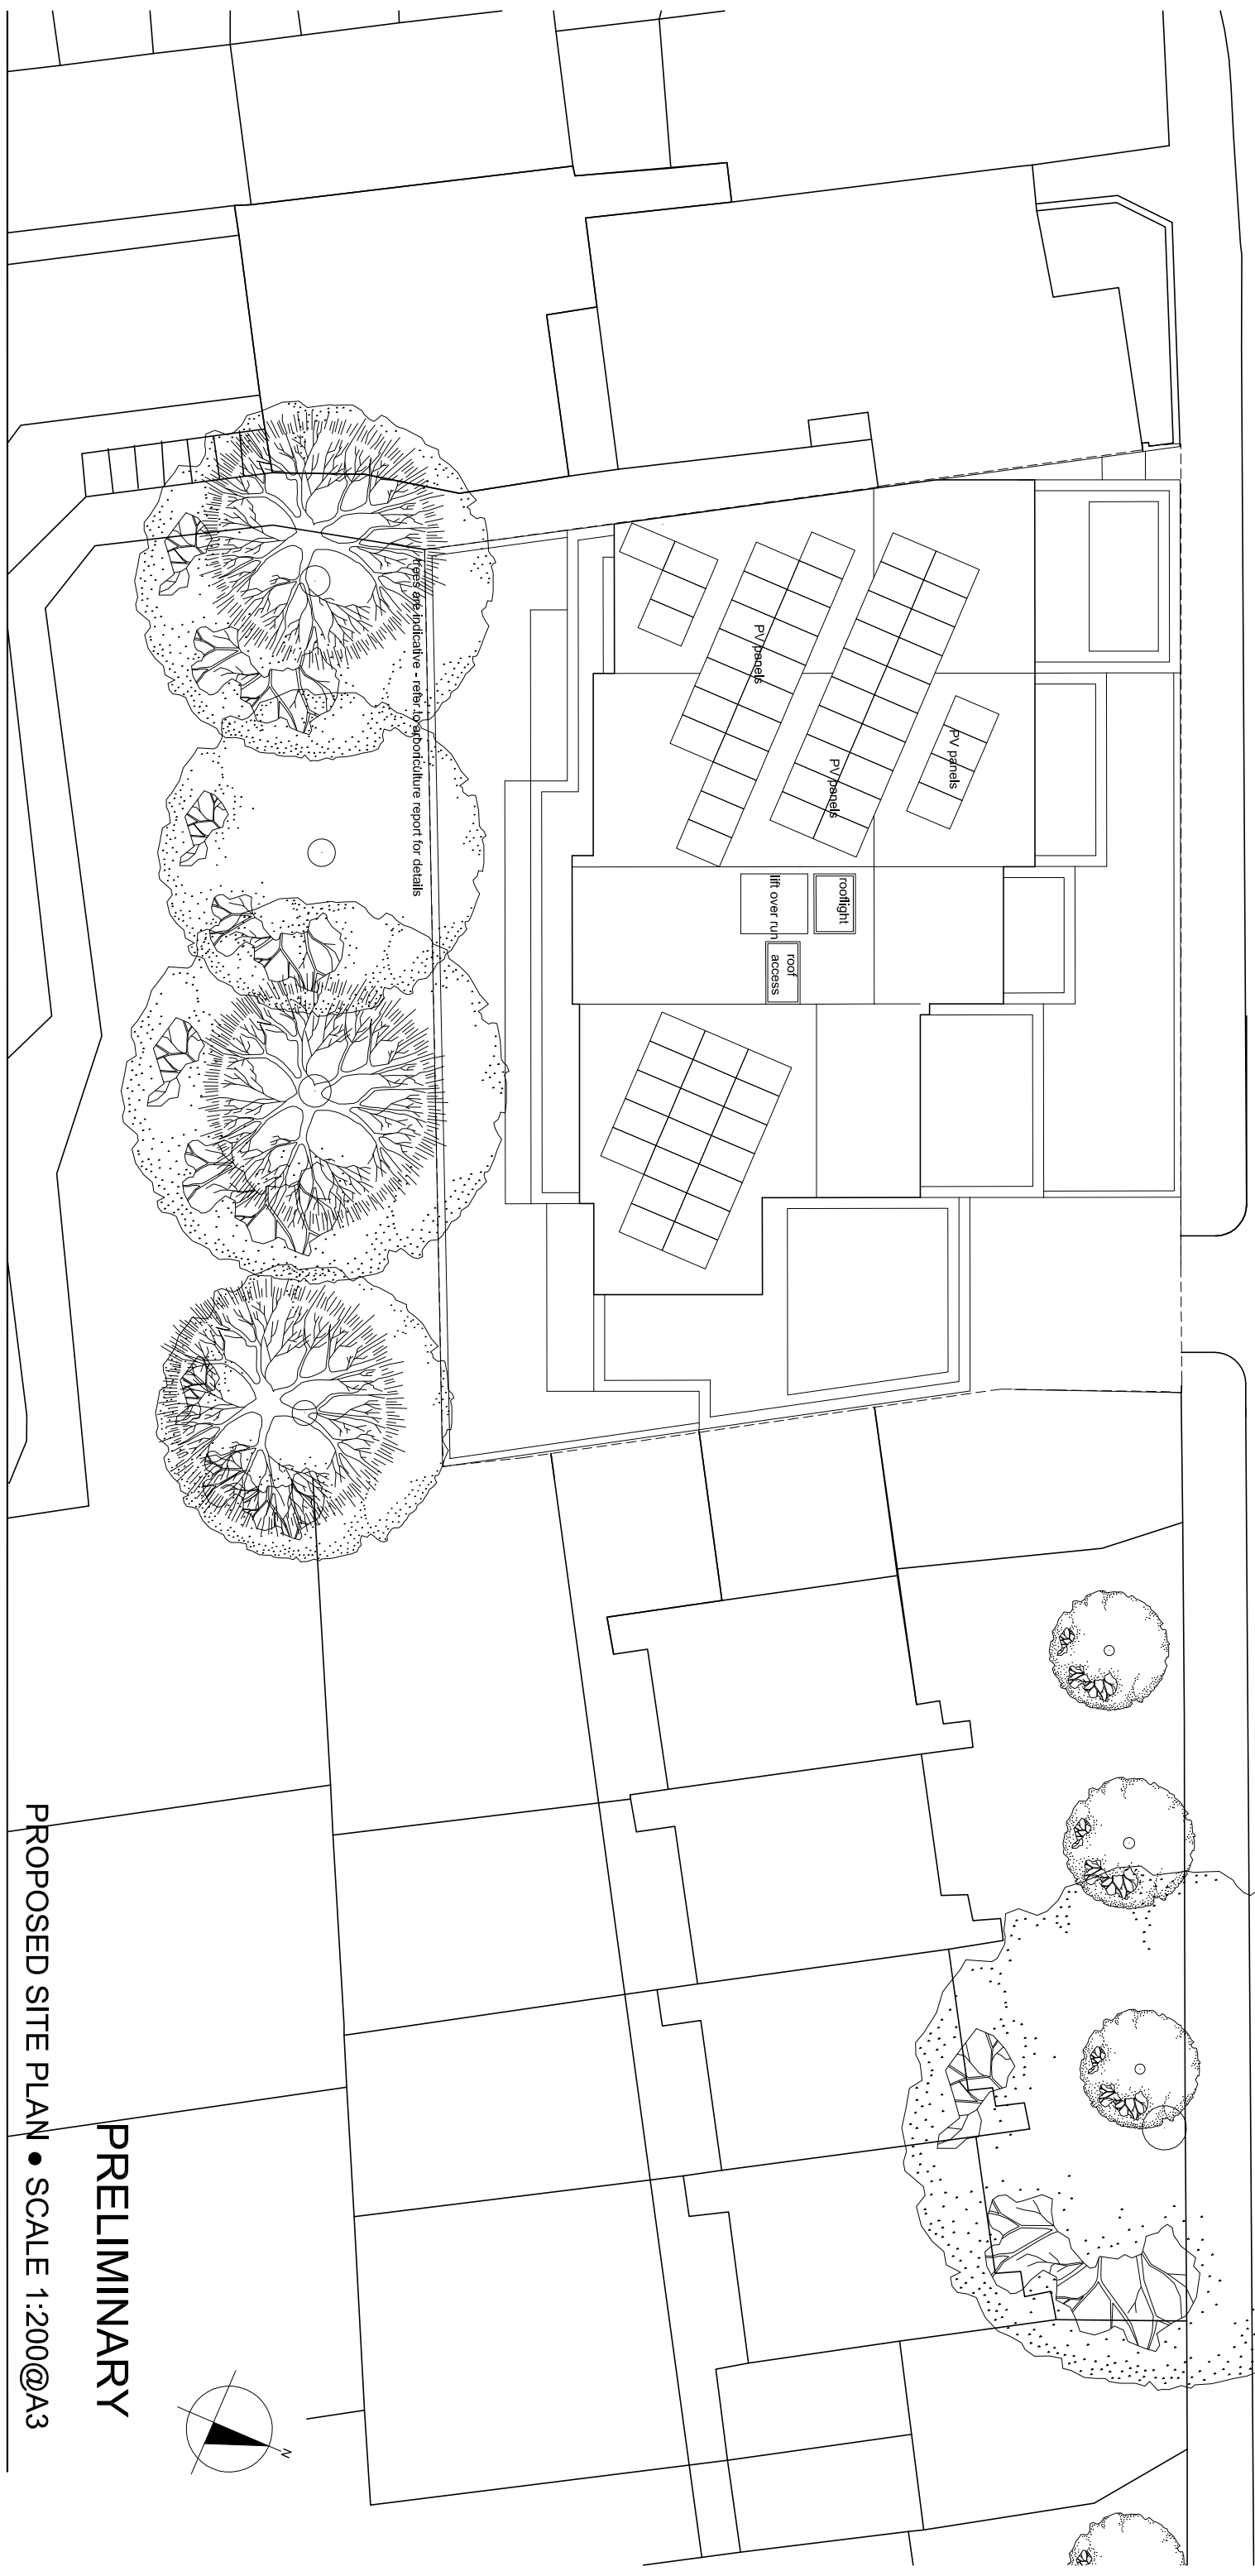 trees are indicative - refer to arboriculture report for details
PV panels
PV panels
PV panels
rooflight
lift over run
roof
access
PRELIMINARY
PROPOSED SITE PLAN • SCALE 1:200@A3
N